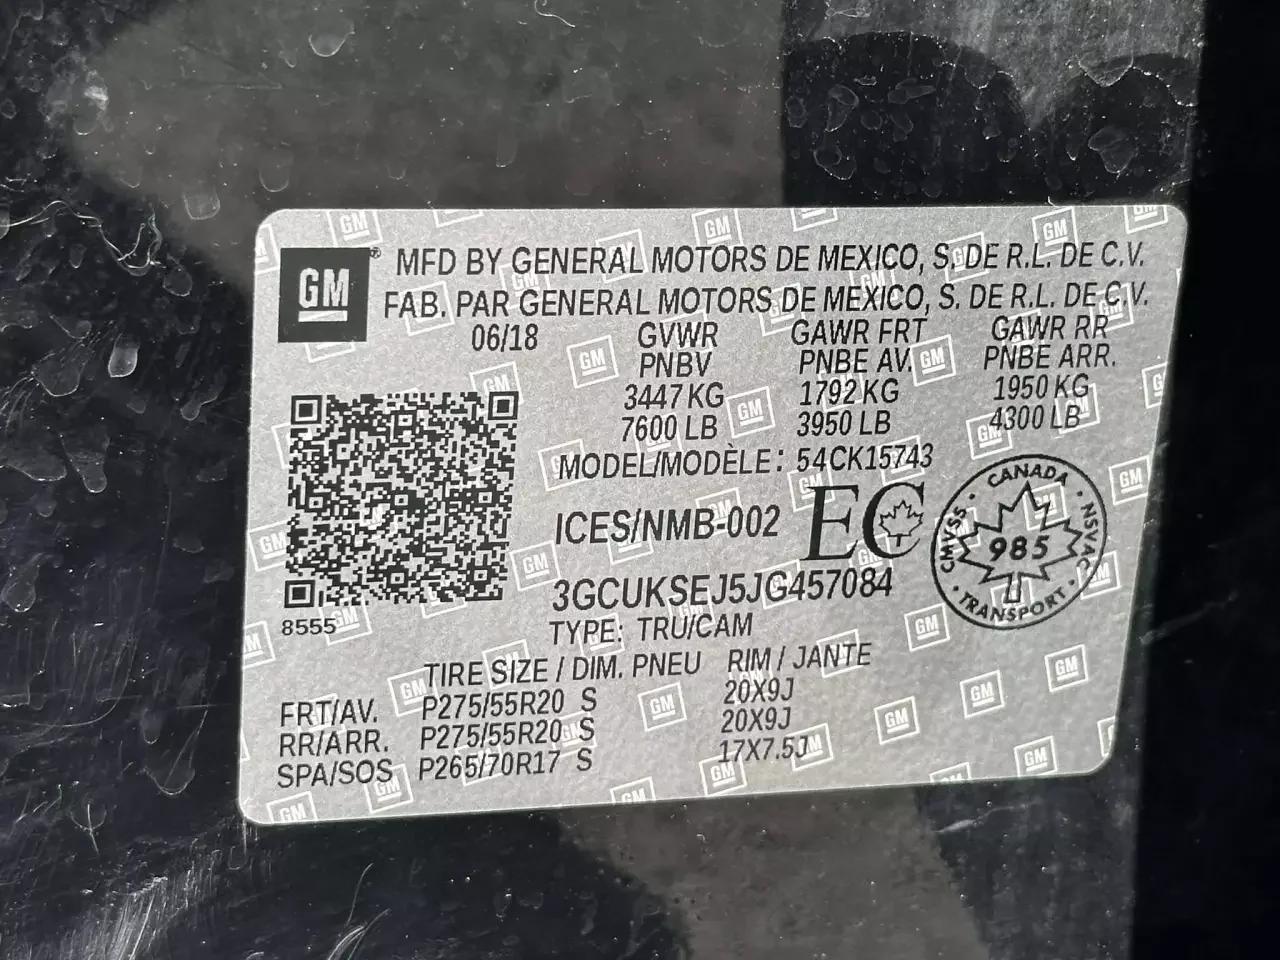 GM®
MFD BY GENERAL MOTORS DE MEXICO, S. DE R.L. DE C.V.
FAB. PAR GENERAL MOTORS DE MEXICO, S. DE R.L. DE C.V.
06/18 GVWR GAWR FRT GAWR RR
PNBV PNBE AV. PNBE ARR.
3447 KG 1792 KG 1950 KG
7600 LB 3950 LB 4300 LB
MODEL/MODÈLE: 54CK15743
ICES/NMB-002 EC
CANADA
CMVSS 985 NSVAC
TRANSPORT
3GCUKSEJ5JG457084
8555
TYPE: TRU/CAM
TIRE SIZE / DIM. PNEU RIM / JANTE
FRT/AV. P275/55R20 S 20X9J
RR/ARR. P275/55R20 S 20X9J
SPA/SOS P265/70R17 S 17X7.5J